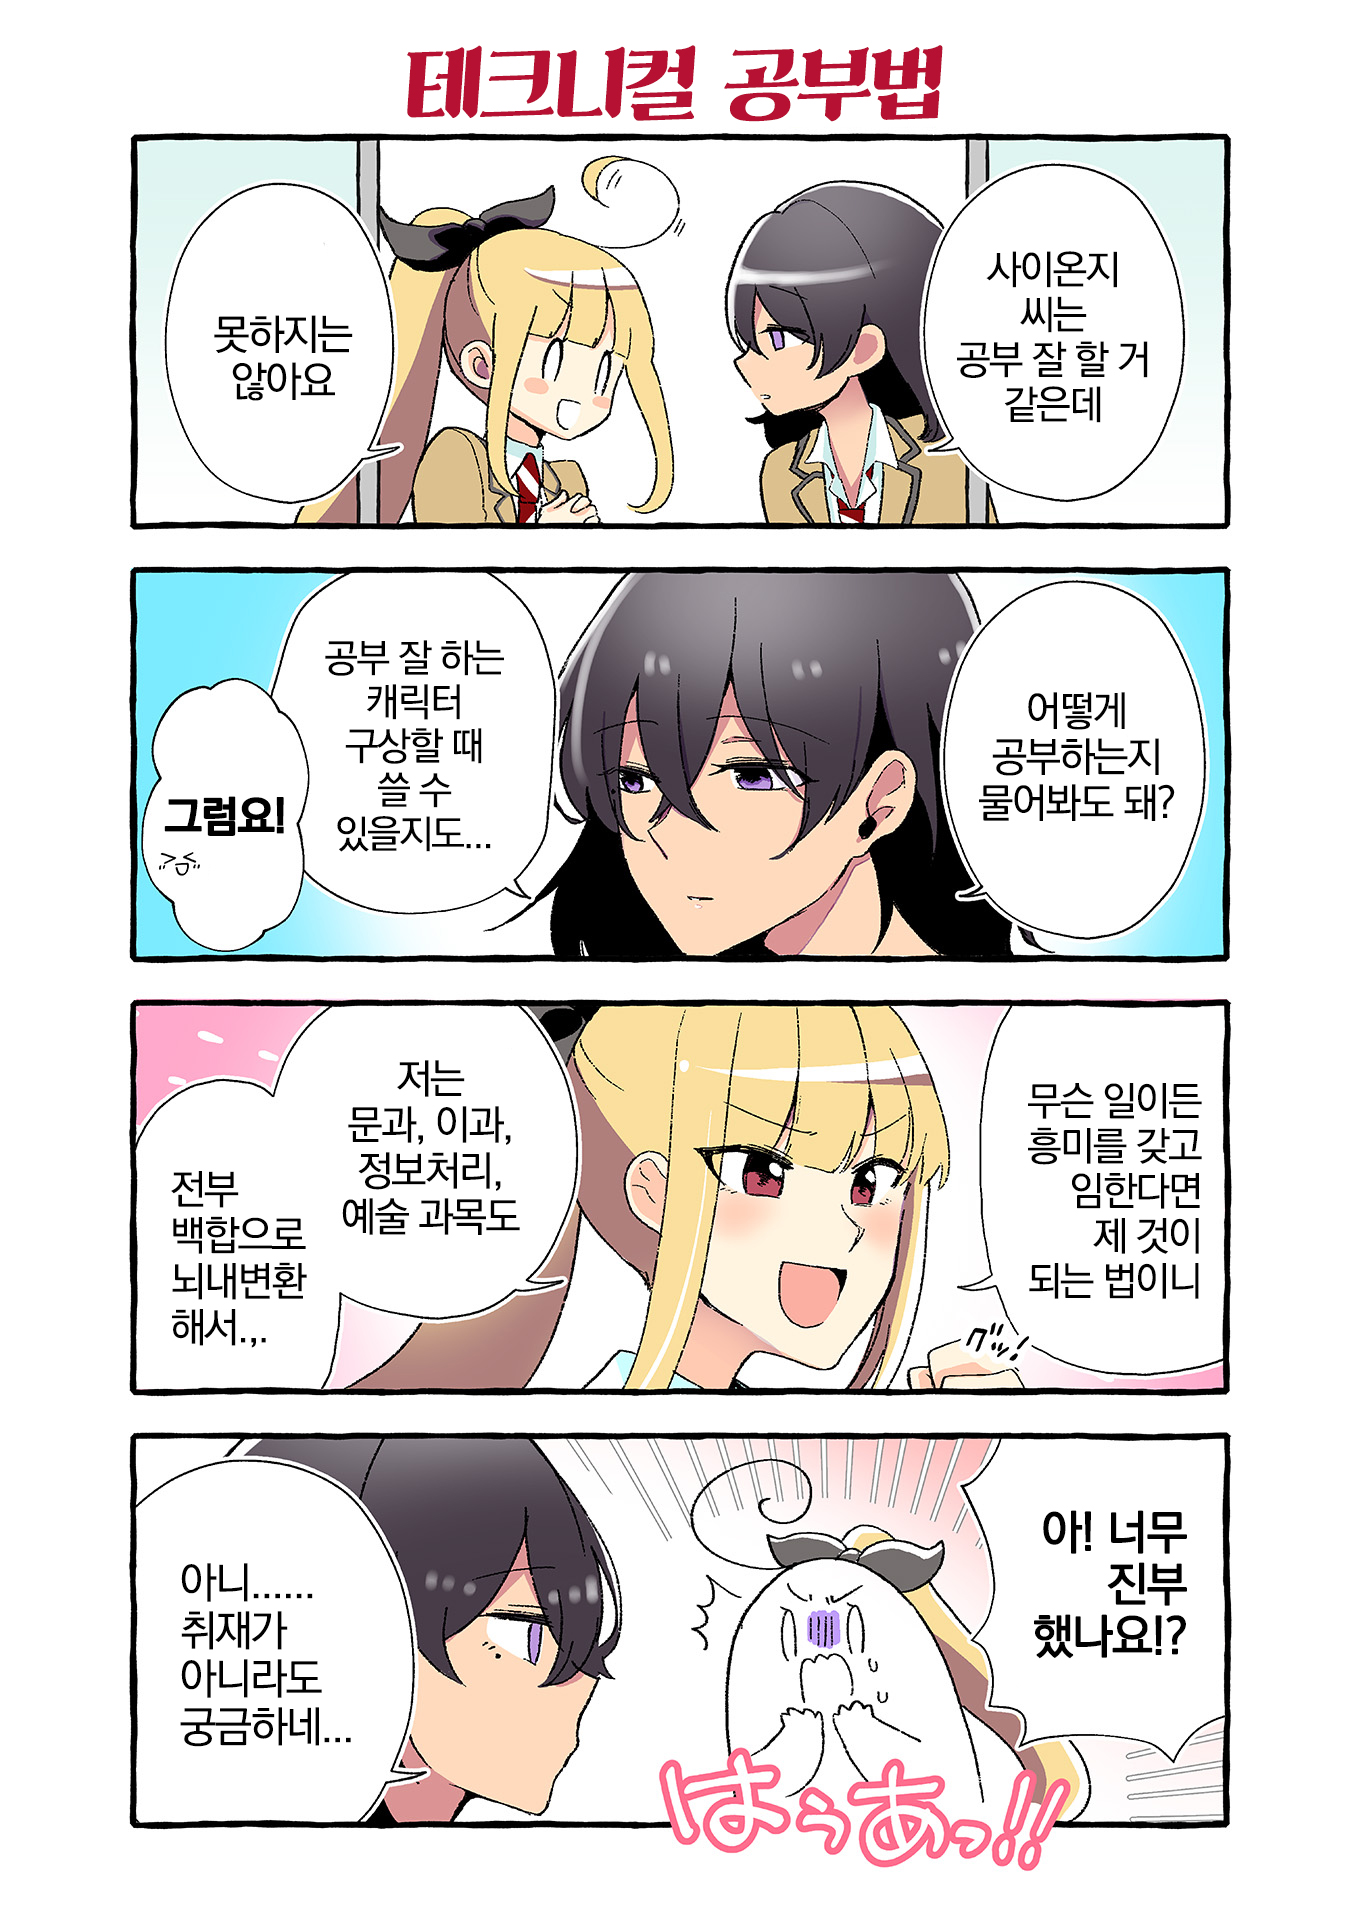 테크니컬 공부법
사이온지
씨는
공부 잘 할 거
같은데
못하지는
않아요
어떻게
공부하는지
물어봐도 돼?
공부 잘 하는
캐릭터
구상할 때
쓸 수
있을지도...
그럼요!
무슨 일이든
흥미를 갖고
임한다면
제 것이
되는 법이니
グッ!
저는
문과, 이과,
정보처리,
예술 과목도
전부
백합으로
뇌내변환
해서.,.
아! 너무
진부
했나요!?
はぅあっ!!
아니......
취재가
아니라도
궁금하네...